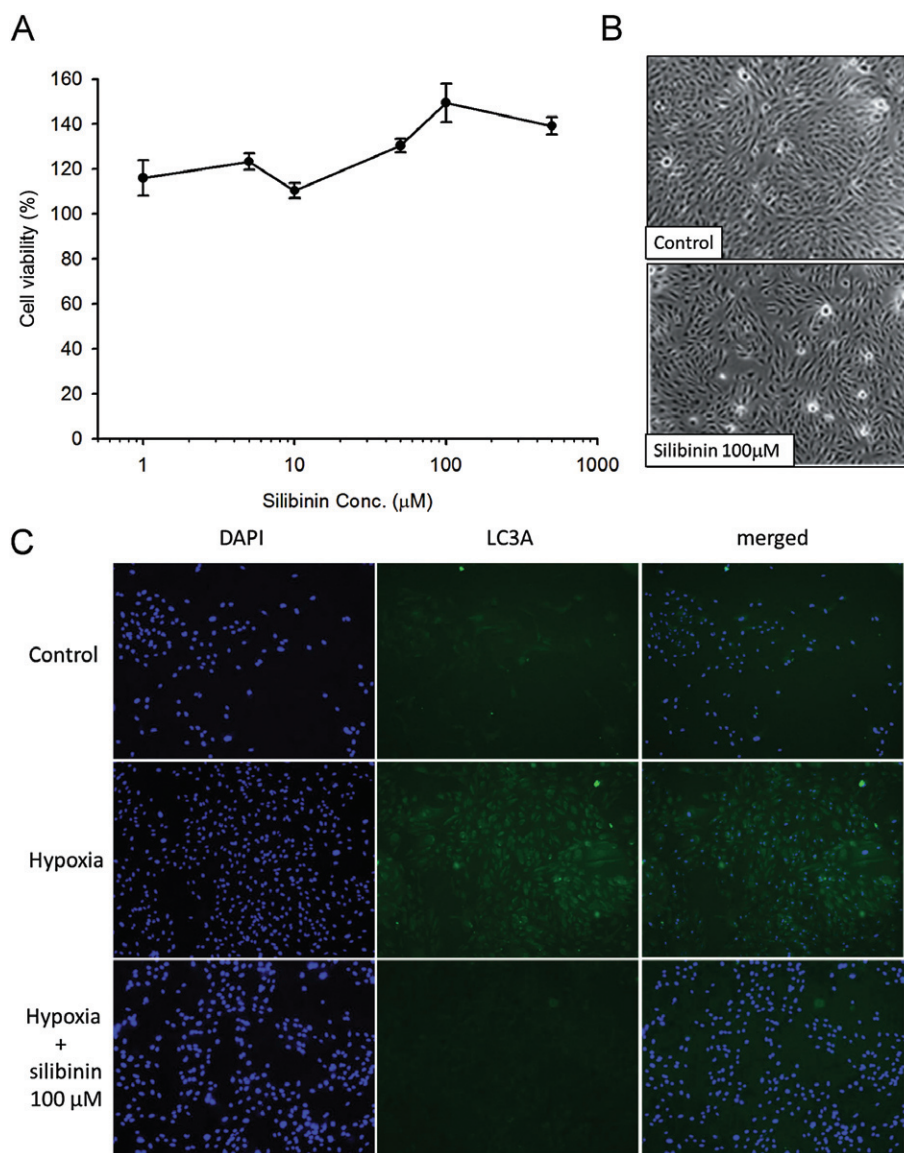 A
160
140
120
100
80
60
40
20
0
Cell viability (%)
1
10
100
1000
Silibinin Conc. (μM)
B
Control
Silibinin 100μM
C
DAPI
LC3A
merged
Control
Hypoxia
Hypoxia
+
silibinin
100 μM